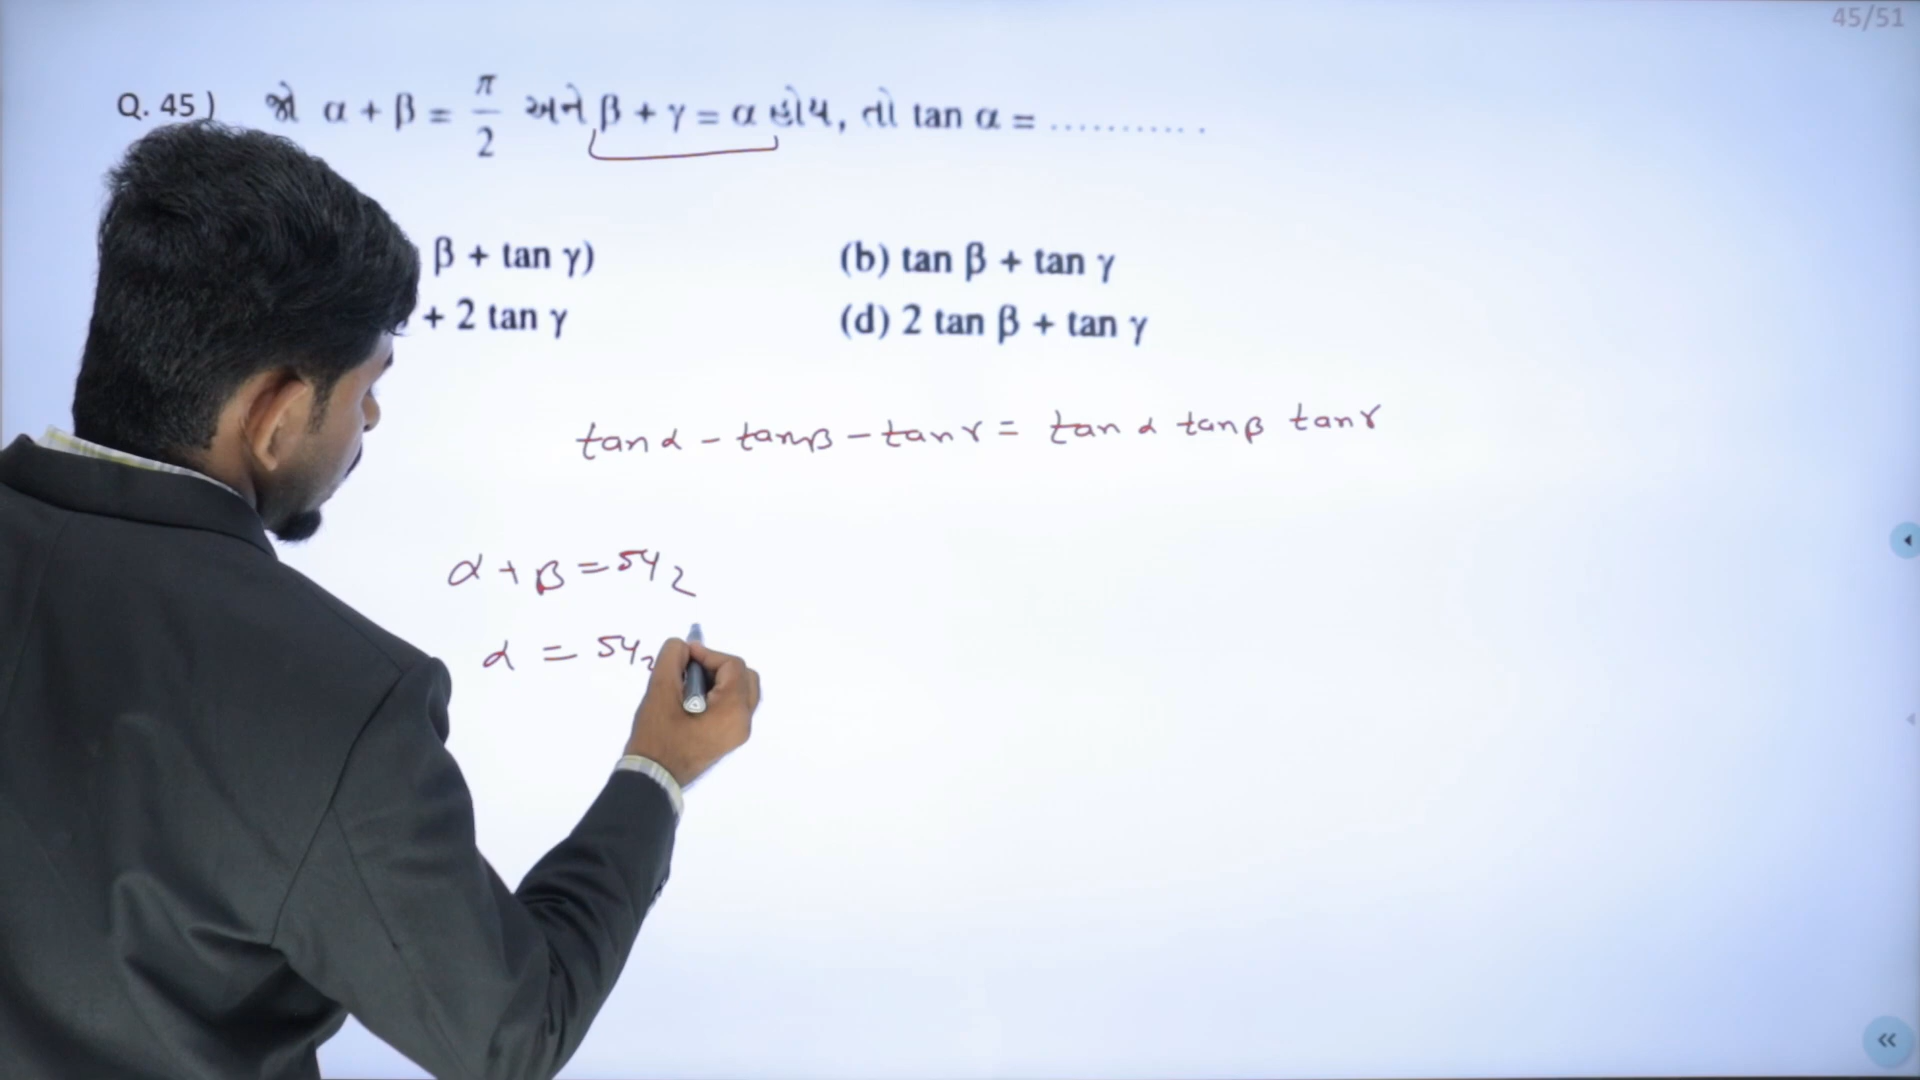 45/51
Q. 45 ) જો α + β = π/2 અને β + γ = α હોય, તો tan α = ...........
β + tan γ)
(b) tan β + tan γ
+ 2 tan γ
(d) 2 tan β + tan γ
tan α - tan β - tan γ = tan α tan β tan γ
α + β = π/2
α = π/2